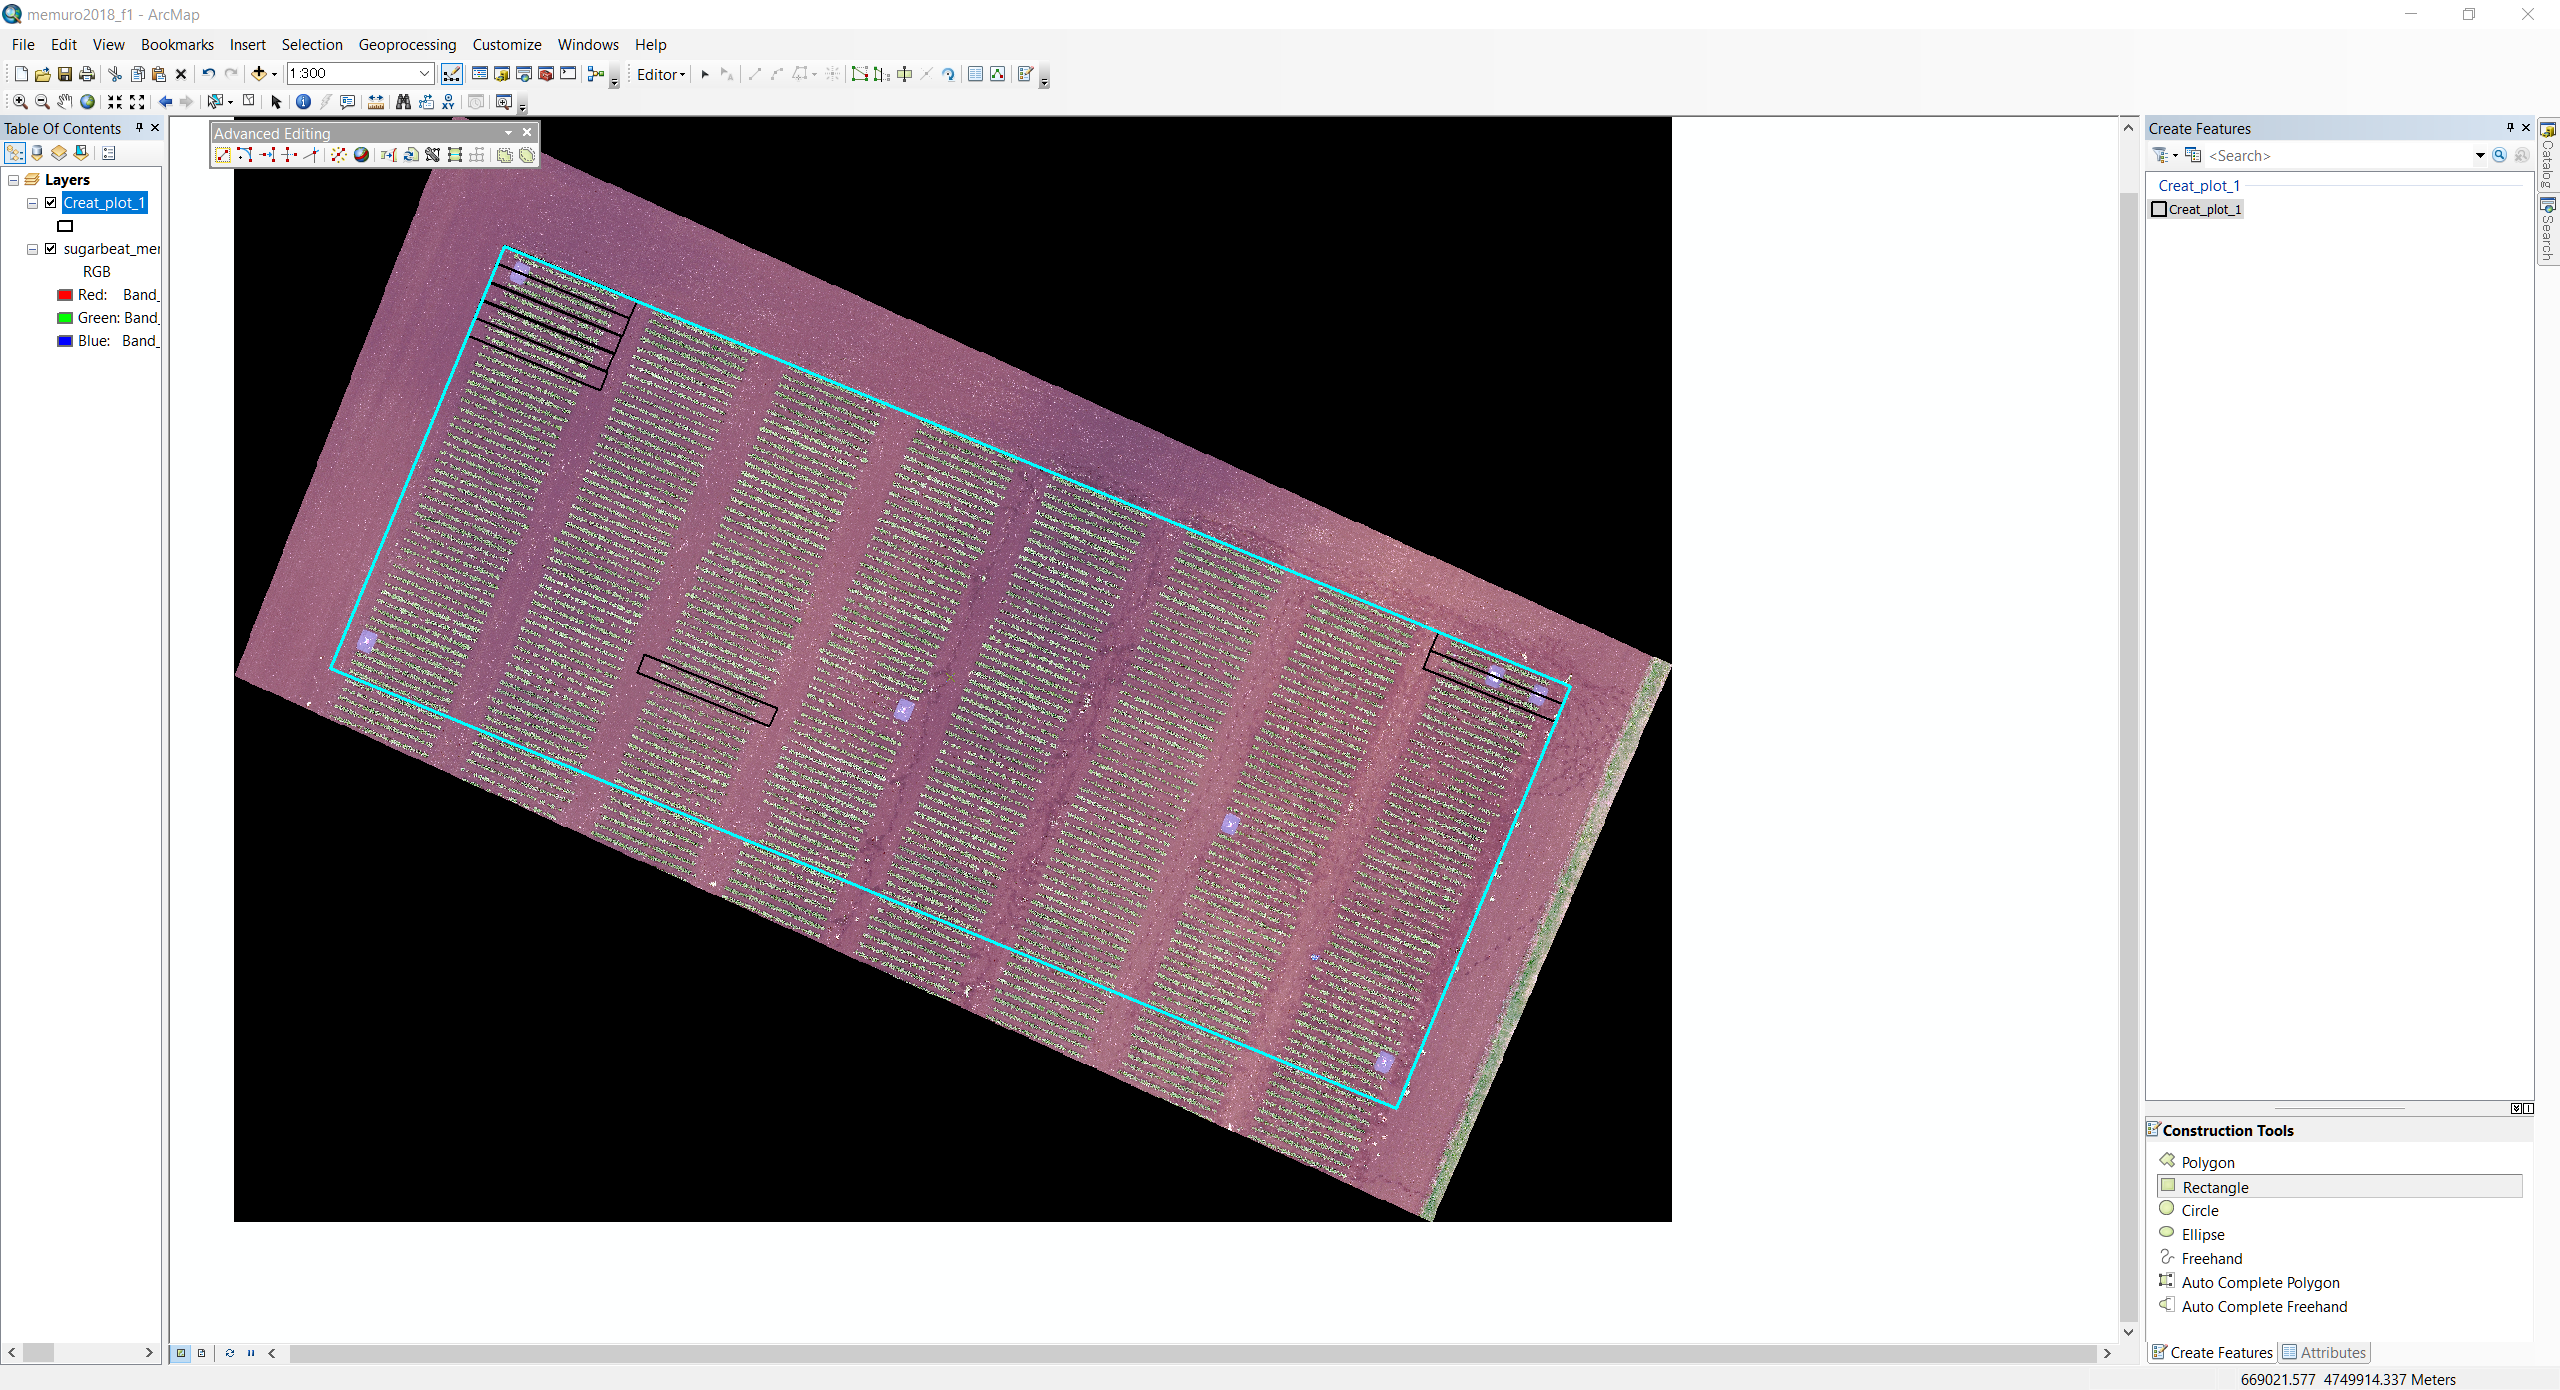 memuro2018_f1 - ArcMap
File Edit View Bookmarks Insert Selection Geoprocessing Customize Windows Help
1:300
Editor
Table Of Contents
Advanced Editing
Layers
Creat_plot_1
sugarbeat_mer
RGB
Red: Band_
Green: Band_
Blue: Band_
Create Features
<Search>
Creat_plot_1
Creat_plot_1
Catalog
Search
Construction Tools
Polygon
Rectangle
Circle
Ellipse
Freehand
Auto Complete Polygon
Auto Complete Freehand
Create Features Attributes
669021.577 4749914.337 Meters